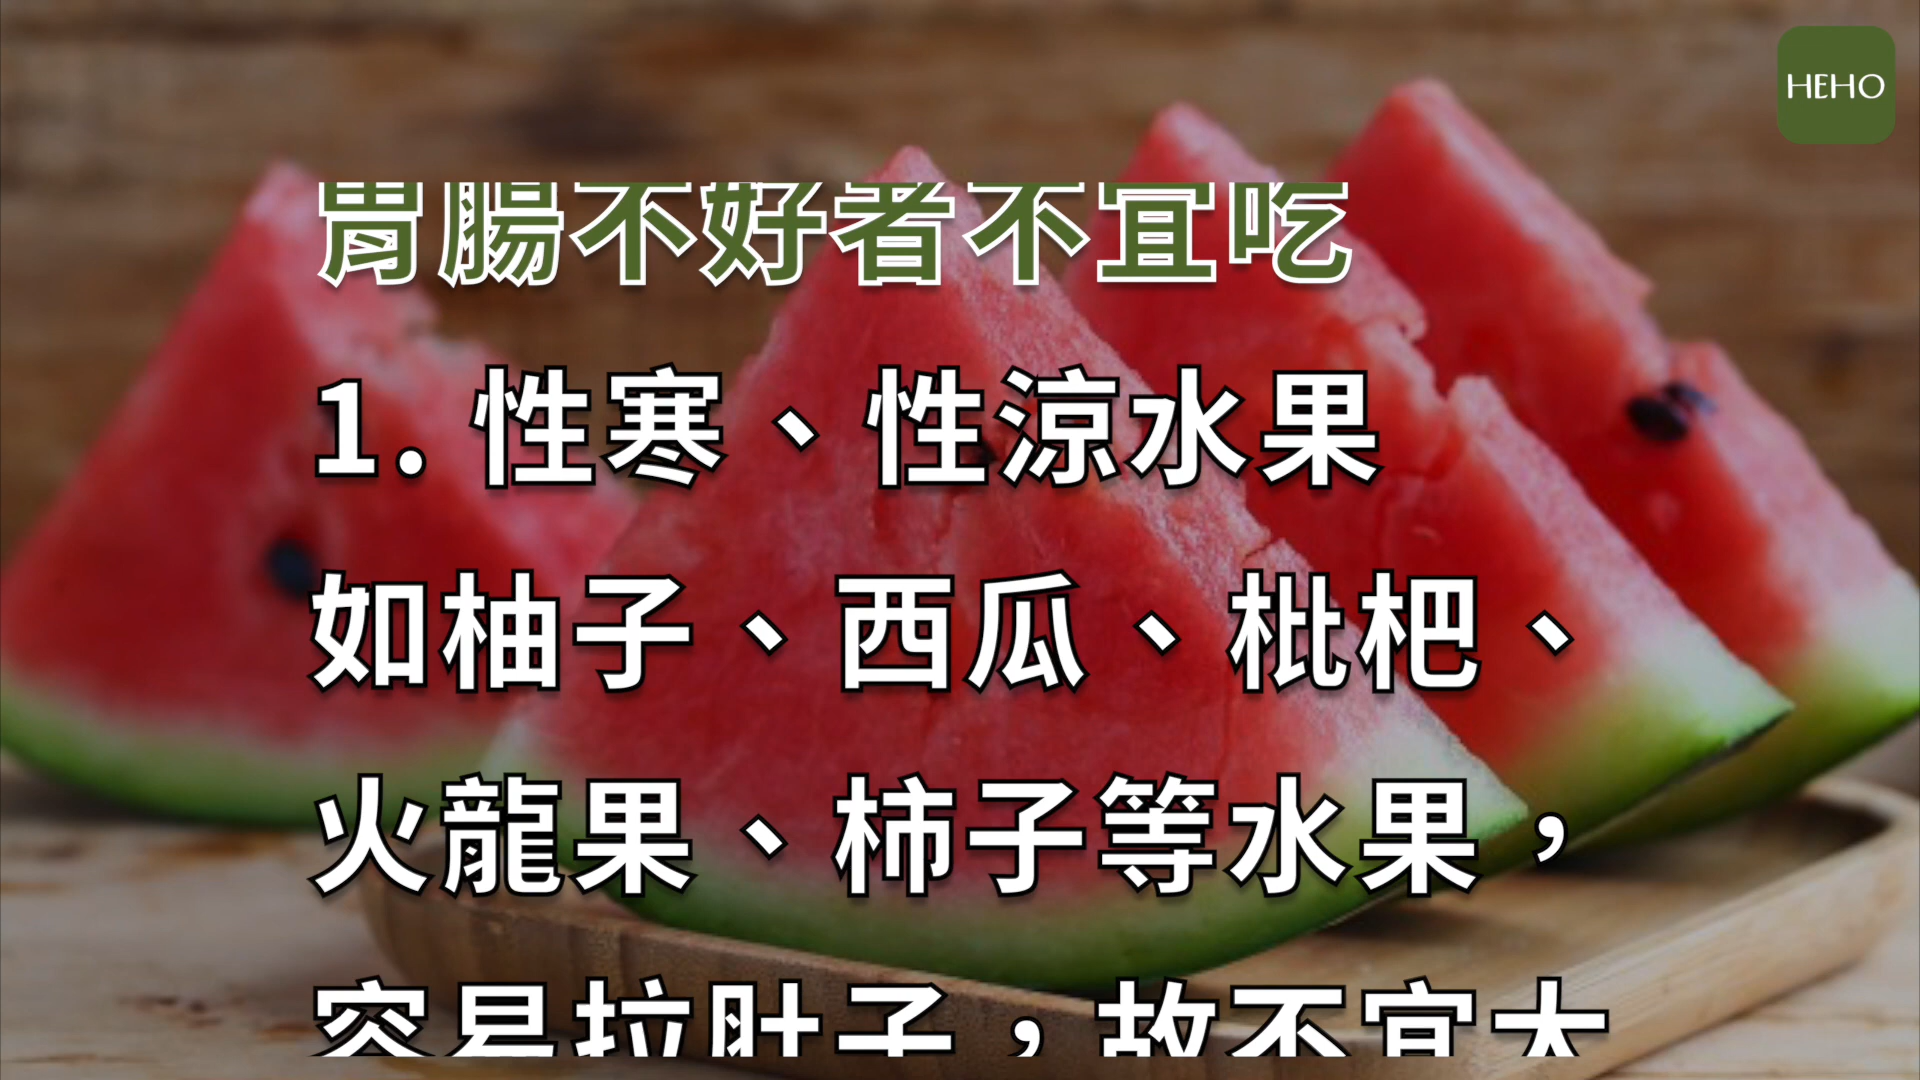 HEHO
胃腸不好者不宜吃
1. 性寒、性涼水果
如柚子、西瓜、枇杷、
火龍果、柿子等水果，
容易拉肚子，故不宜大